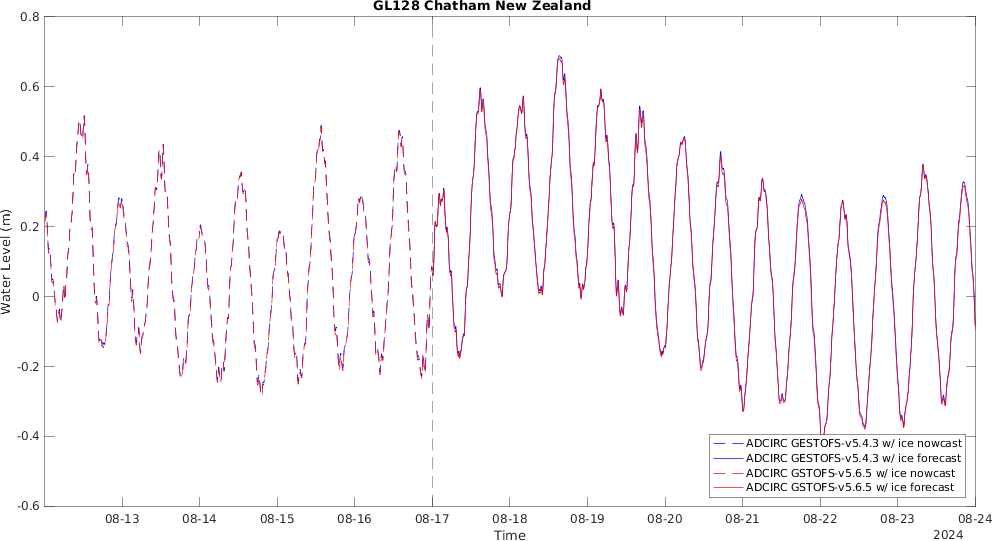 GL128 Chatham New Zealand
0.8
0.6
0.4
0.2
0
-0.2
-0.4
-0.6
Water Level (m)
08-13 08-14 08-15 08-16 08-17 08-18 08-19 08-20 08-21 08-22 08-23 08-24
Time
2024
ADCIRC GESTOFS-v5.4.3 w/ ice nowcast
ADCIRC GESTOFS-v5.4.3 w/ ice forecast
ADCIRC GSTOFS-v5.6.5 w/ ice nowcast
ADCIRC GSTOFS-v5.6.5 w/ ice forecast